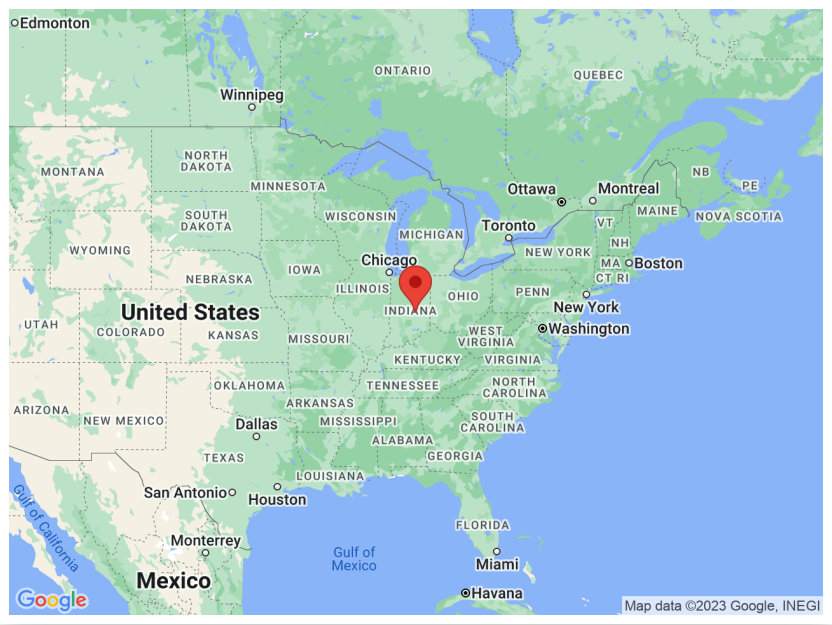 Edmonton
ONTARIO
QUEBEC
Winnipeg
MONTANA
NORTH
DAKOTA
MINNESOTA
Ottawa
Montreal
NB
PE
MAINE
NOVA SCOTIA
SOUTH
DAKOTA
WISCONSIN
MICHIGAN
Toronto
VT
NH
WYOMING
NEW YORK
MA
Boston
Chicago
IOWA
NEBRASKA
ILLINOIS
OHIO
PENN
CT RI
New York
United States
INDIANA
UTAH
COLORADO
KANSAS
MISSOURI
WEST
VIRGINIA
Washington
KENTUCKY
VIRGINIA
OKLAHOMA
TENNESSEE
NORTH
CAROLINA
ARIZONA
NEW MEXICO
ARKANSAS
MISSISSIPPI
SOUTH
CAROLINA
Dallas
ALABAMA
GEORGIA
TEXAS
LOUISIANA
San Antonio
Houston
Gulf of California
FLORIDA
Monterrey
Gulf of
Mexico
Miami
Mexico
Havana
Google
Map data ©2023 Google, INEGI